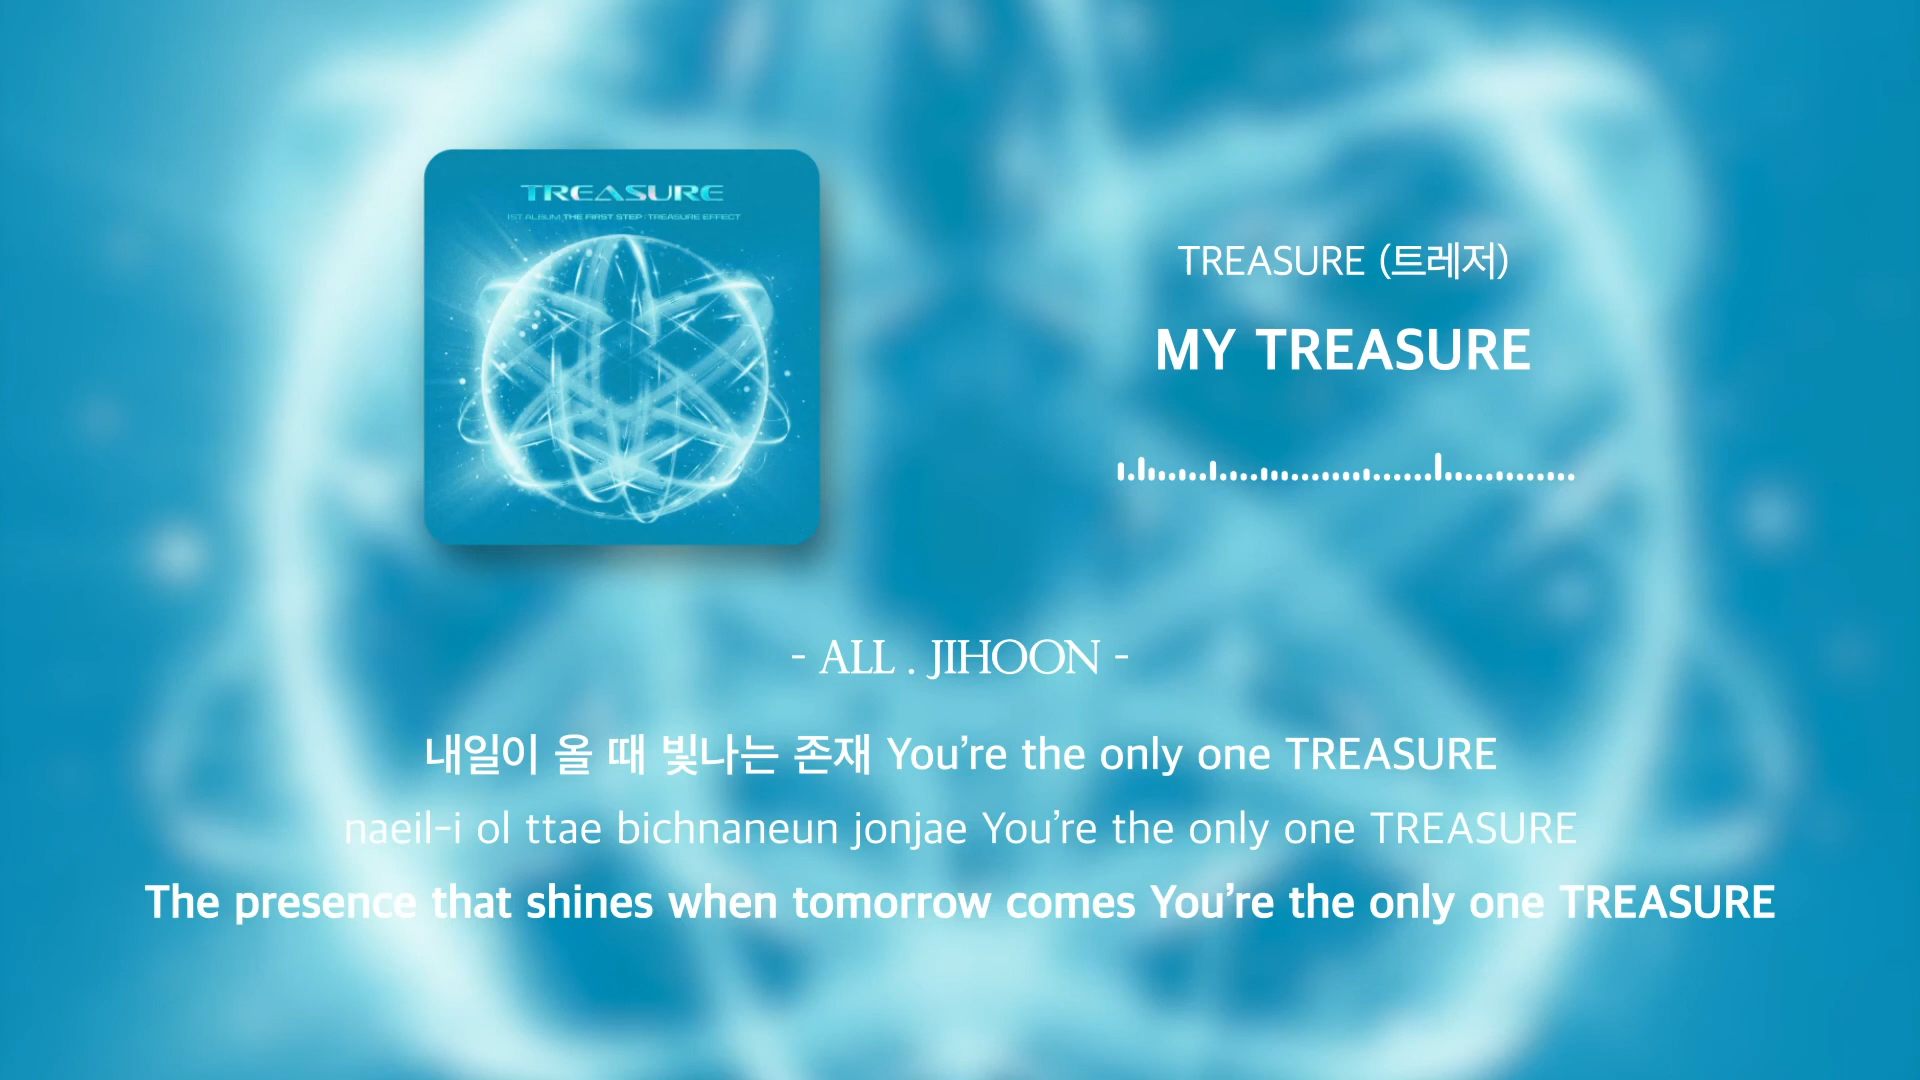 TREASURE
1ST ALBUM THE FIRST STEP : TREASURE EFFECT
TREASURE (트레저)
MY TREASURE
- ALL . JIHOON -
내일이 올 때 빛나는 존재 You're the only one TREASURE
naeil-i ol ttae bichnaneun jonjae You're the only one TREASURE
The presence that shines when tomorrow comes You're the only one TREASURE